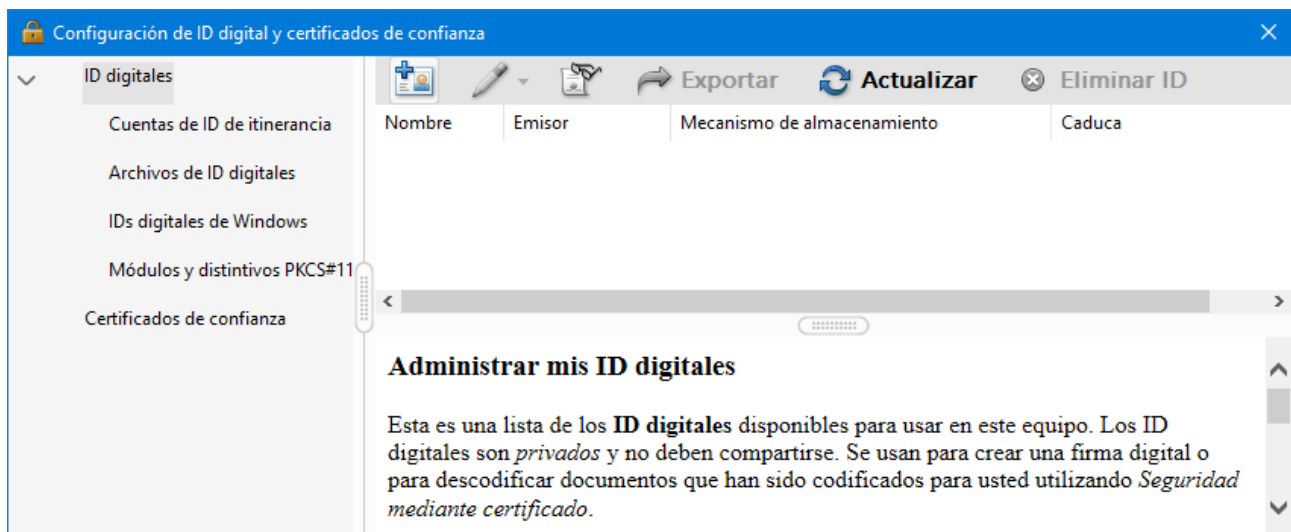 Configuración de ID digital y certificados de confianza
ID digitales
Cuentas de ID de itinerancia
Archivos de ID digitales
IDs digitales de Windows
Módulos y distintivos PKCS#11
Certificados de confianza
Exportar Actualizar Eliminar ID
Nombre Emisor Mecanismo de almacenamiento Caduca
Administrar mis ID digitales
Esta es una lista de los ID digitales disponibles para usar en este equipo. Los ID
digitales son privados y no deben compartirse. Se usan para crear una firma digital o
para descodificar documentos que han sido codificados para usted utilizando Seguridad
mediante certificado.